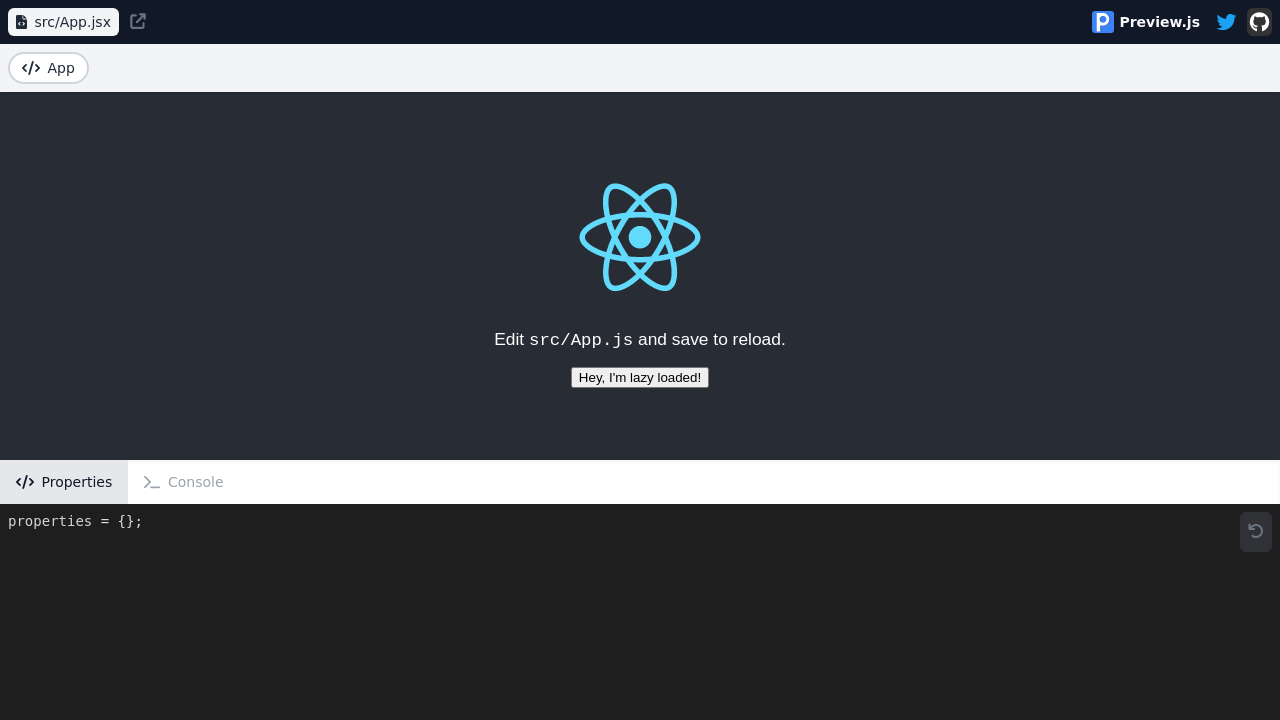 src/App.jsx
Preview.js
App
Edit src/App.js and save to reload.
Hey, I'm lazy loaded!
Properties
Console
properties = {};